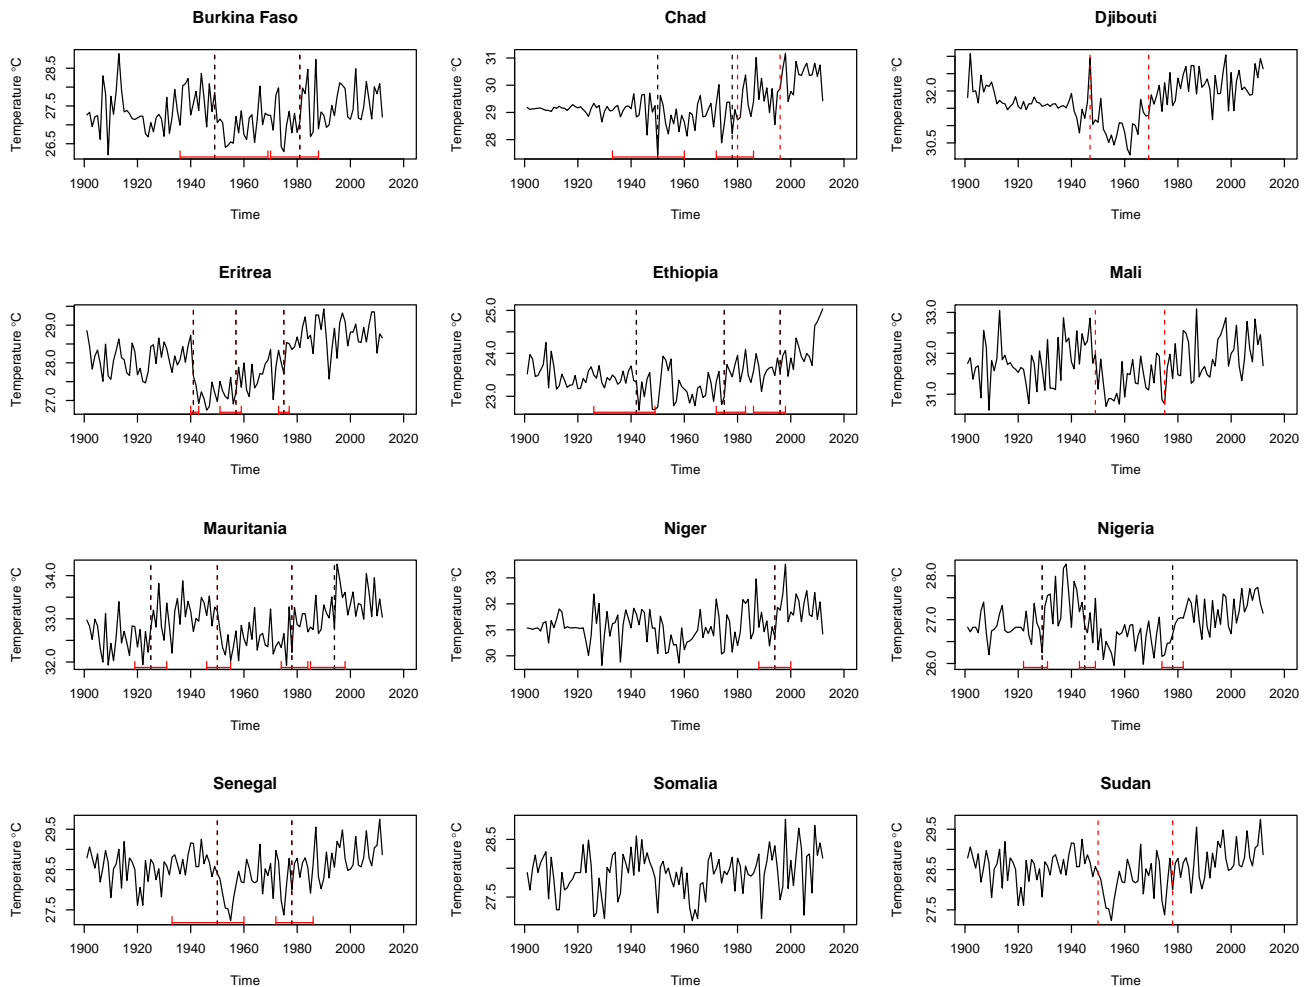 Burkina Faso
Temperature °C
26.5 27.5 28.5
1900 1920 1940 1960 1980 2000 2020
Time
Chad
Temperature °C
28 29 30 31
1900 1920 1940 1960 1980 2000 2020
Time
Djibouti
Temperature °C
30.5 32.0
1900 1920 1940 1960 1980 2000 2020
Time
Eritrea
Temperature °C
27.0 28.0 29.0
1900 1920 1940 1960 1980 2000 2020
Time
Ethiopia
Temperature °C
23.0 24.0 25.0
1900 1920 1940 1960 1980 2000 2020
Time
Mali
Temperature °C
31.0 32.0 33.0
1900 1920 1940 1960 1980 2000 2020
Time
Mauritania
Temperature °C
32.0 33.0 34.0
1900 1920 1940 1960 1980 2000 2020
Time
Niger
Temperature °C
30 31 32 33
1900 1920 1940 1960 1980 2000 2020
Time
Nigeria
Temperature °C
26.0 27.0 28.0
1900 1920 1940 1960 1980 2000 2020
Time
Senegal
Temperature °C
27.5 28.5 29.5
1900 1920 1940 1960 1980 2000 2020
Time
Somalia
Temperature °C
27.5 28.5
1900 1920 1940 1960 1980 2000 2020
Time
Sudan
Temperature °C
27.5 28.5 29.5
1900 1920 1940 1960 1980 2000 2020
Time